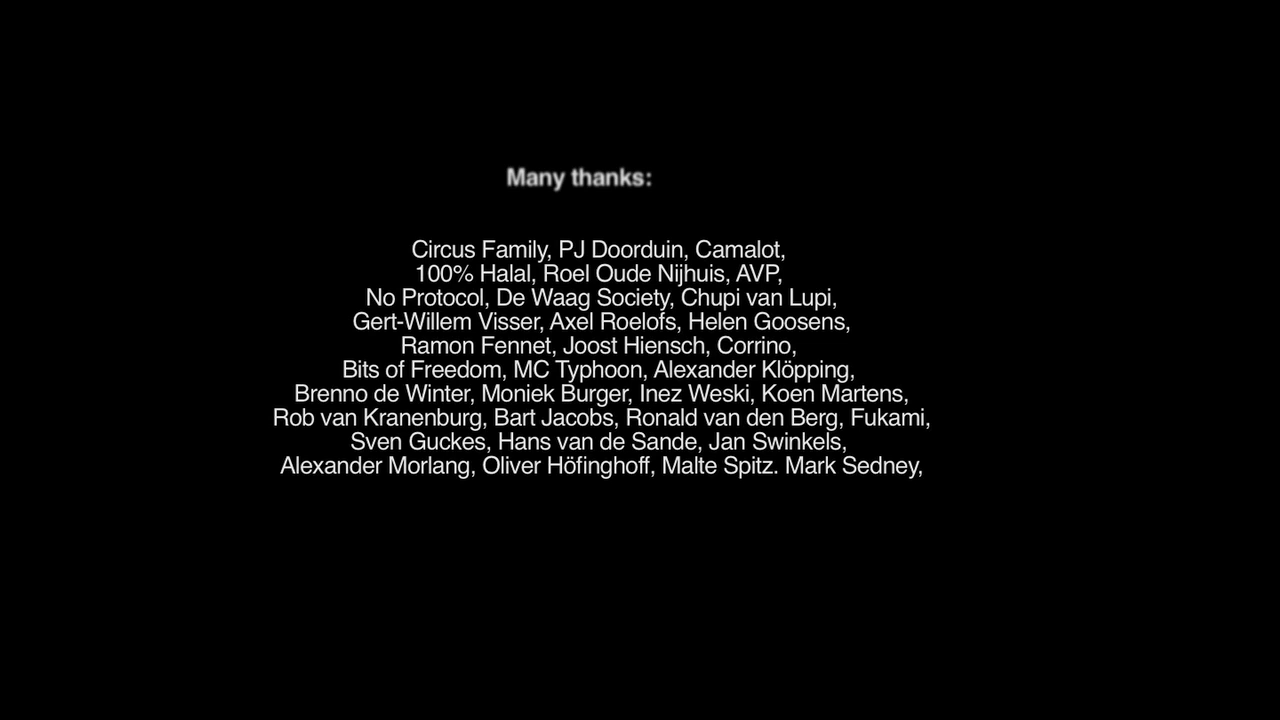 Many thanks:
Circus Family, PJ Doorduin, Camalot,
100% Halal, Roel Oude Nijhuis, AVP,
No Protocol, De Waag Society, Chupi van Lupi,
Gert-Willem Visser, Axel Roelofs, Helen Goosens,
Ramon Fennet, Joost Hiensch, Corrino,
Bits of Freedom, MC Typhoon, Alexander Klöpping,
Brenno de Winter, Moniek Burger, Inez Weski, Koen Martens,
Rob van Kranenburg, Bart Jacobs, Ronald van den Berg, Fukami,
Sven Guckes, Hans van de Sande, Jan Swinkels,
Alexander Morlang, Oliver Höfinghoff, Malte Spitz. Mark Sedney,